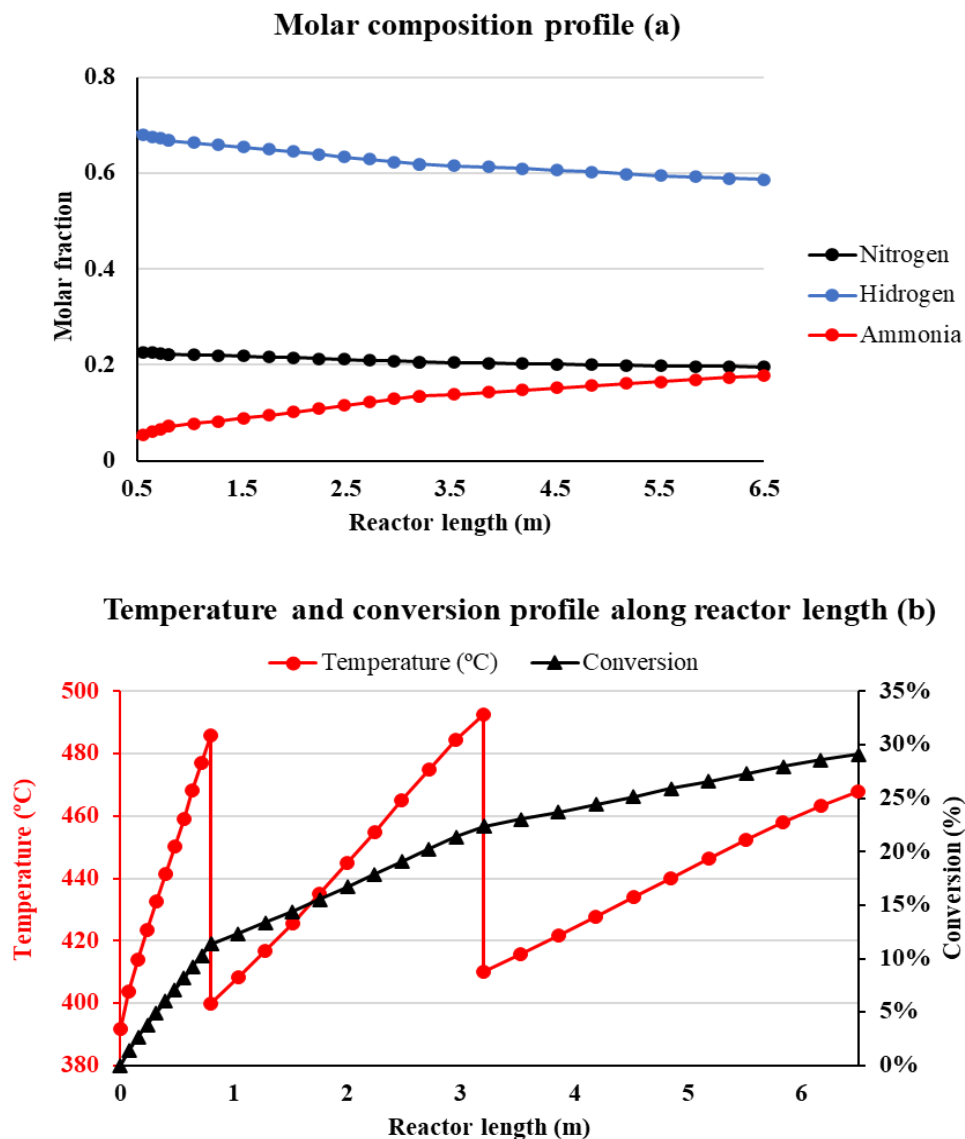 Molar composition profile (a)
0.8
0.6
0.4
0.2
0
Molar fraction
0.5 1.5 2.5 3.5 4.5 5.5 6.5
Reactor length (m)
Nitrogen
Hidrogen
Ammonia
Temperature and conversion profile along reactor length (b)
Temperature (ºC) Conversion
500
480
460
440
420
400
380
Temperature (ºC)
35%
30%
25%
20%
15%
10%
5%
0%
Conversion (%)
0 1 2 3 4 5 6
Reactor length (m)